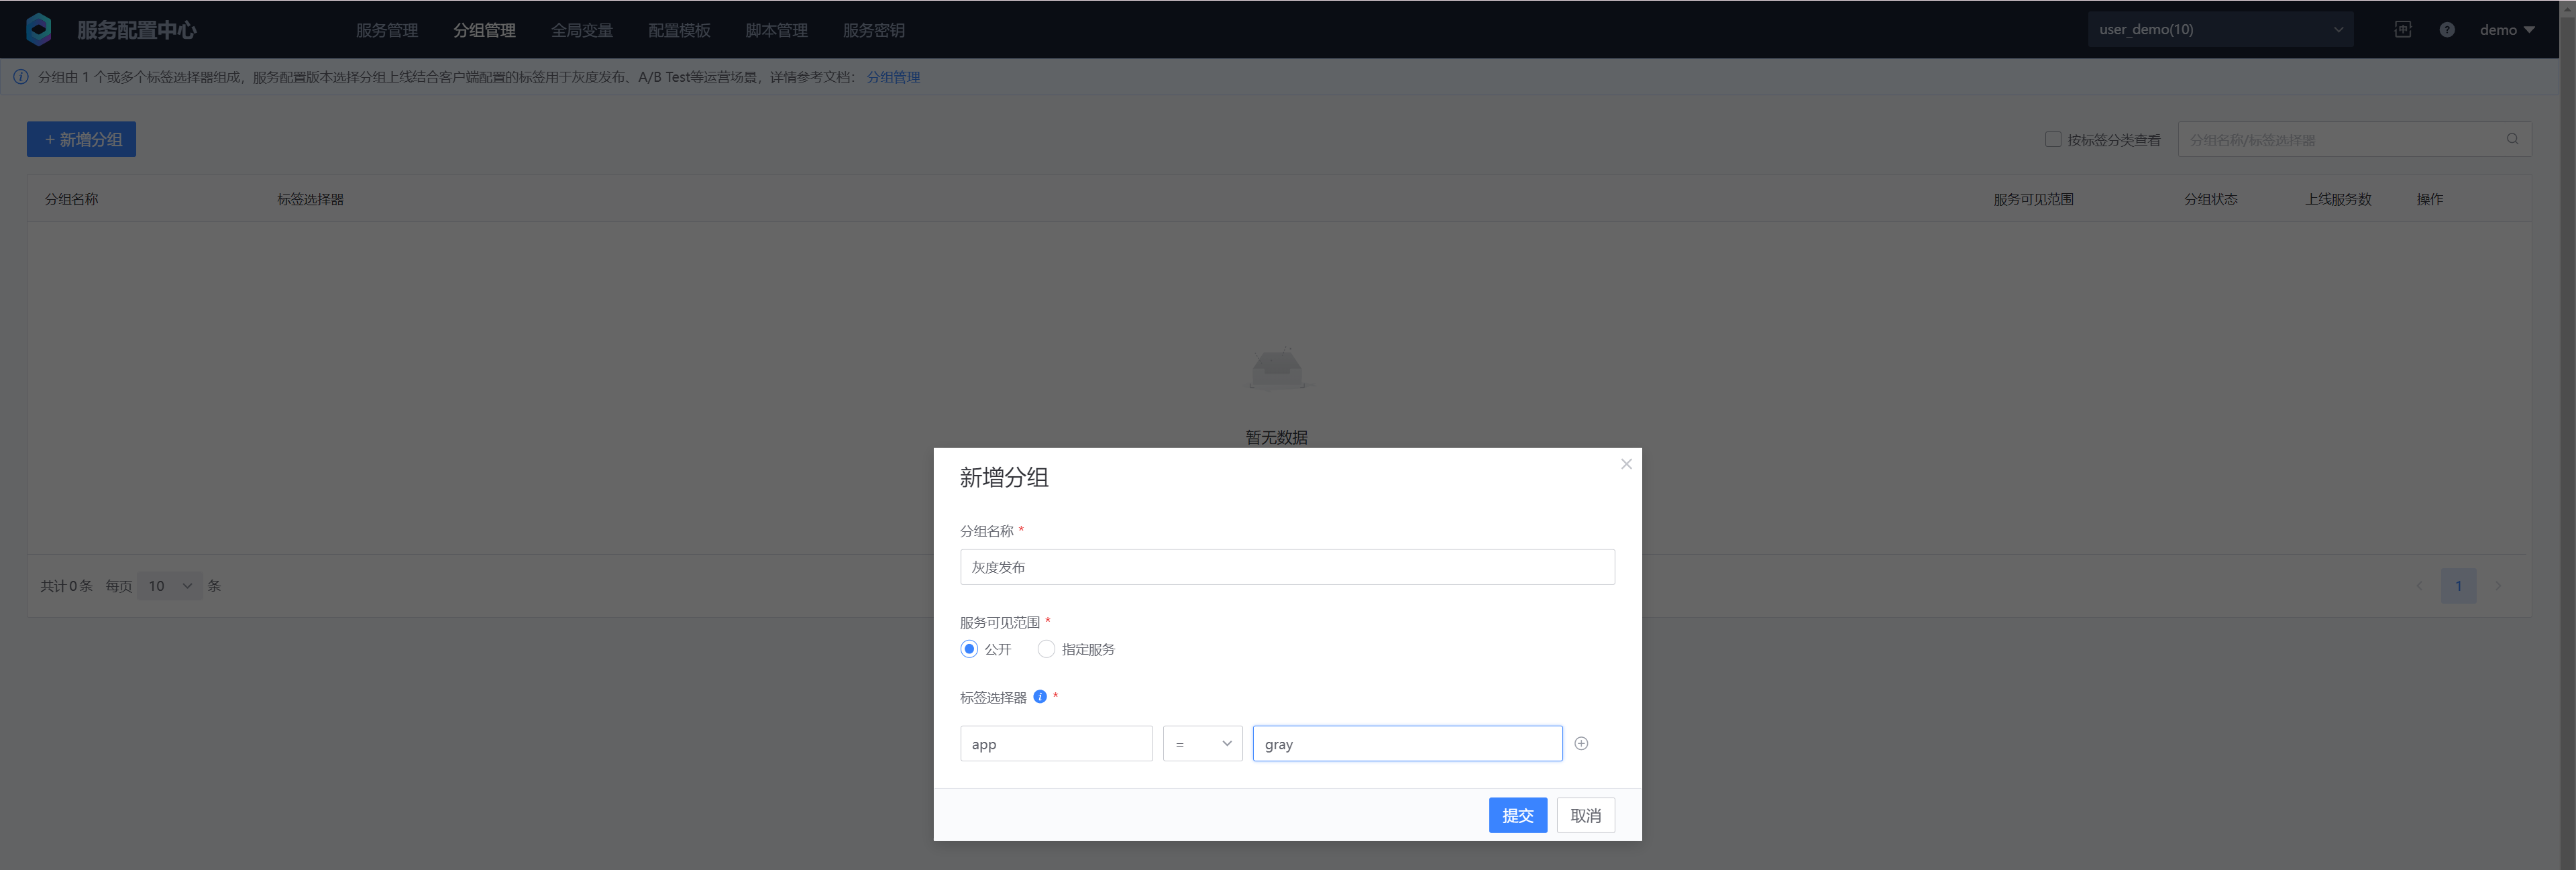 服务配置中心 服务管理 分组管理 全局变量 配置模板 脚本管理 服务密钥 user_demo(10) 中 ? demo
分组由 1 个或多个标签选择器组成，服务配置版本选择分组上线结合客户端配置的标签用于灰度发布、A/B Test等运营场景，详情参考文档： 分组管理
+ 新增分组 按标签分类查看 分组名称/标签选择器
分组名称 标签选择器 服务可见范围 分组状态 上线服务数 操作
暂无数据
新增分组
分组名称 *
灰度发布
共计0条 每页 10 条 1
服务可见范围 *
公开 指定服务
标签选择器 i *
app = gray
提交 取消